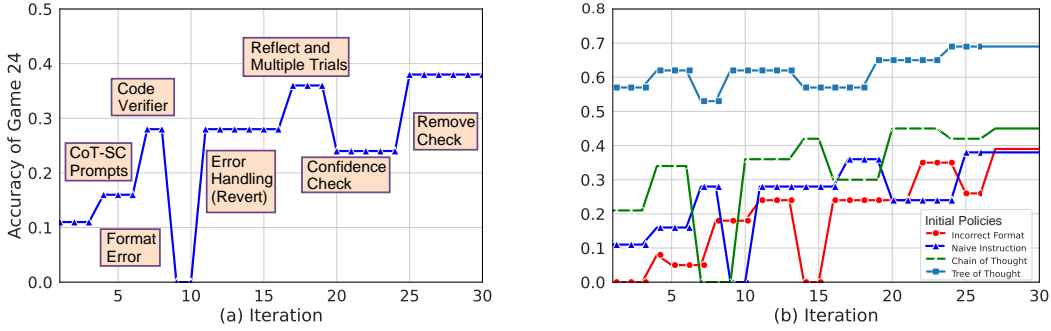 0.5
0.4
0.3
0.2
0.1
0.0
Accuracy of Game 24
Reflect and
Multiple Trials
Code
Verifier
CoT-SC
Prompts
Error
Handling
(Revert)
Confidence
Check
Remove
Check
Format
Error
5
10
15
20
25
30
(a) Iteration
0.8
0.7
0.6
0.5
0.4
0.3
0.2
0.1
0.0
Initial Policies
Incorrect Format
Naive Instruction
Chain of Thought
Tree of Thought
5
10
15
20
25
30
(b) Iteration